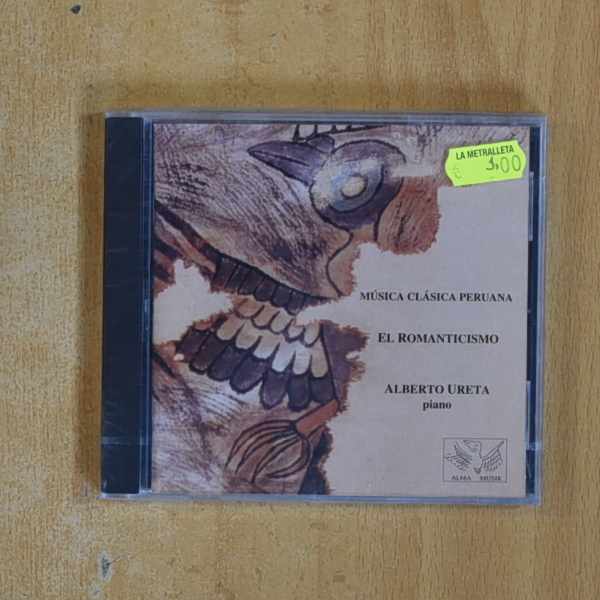 LA METRALLETA
€ 3.00
MÚSICA CLÁSICA PERUANA
EL ROMANTICISMO
ALBERTO URETA
piano
ALMA MUSIK